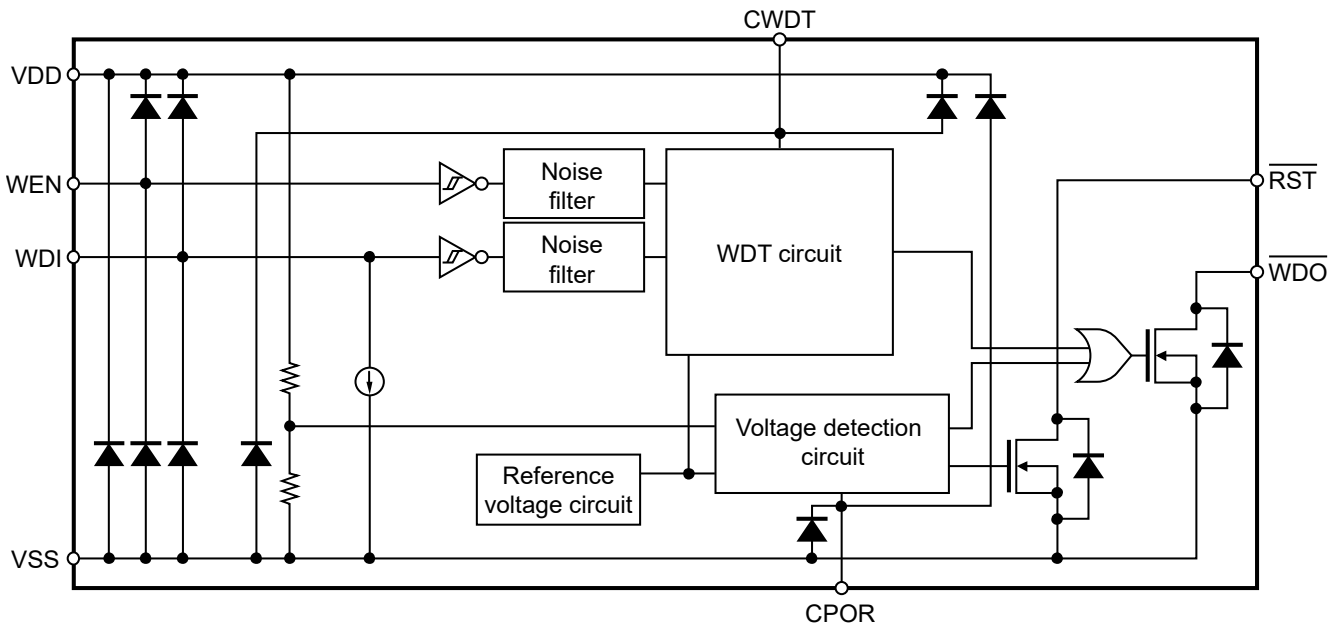 CWDT
VDD
WEN
WDI
VSS
Noise
filter
Noise
filter
WDT circuit
Voltage detection
circuit
Reference
voltage circuit
RST
WDO
CPOR